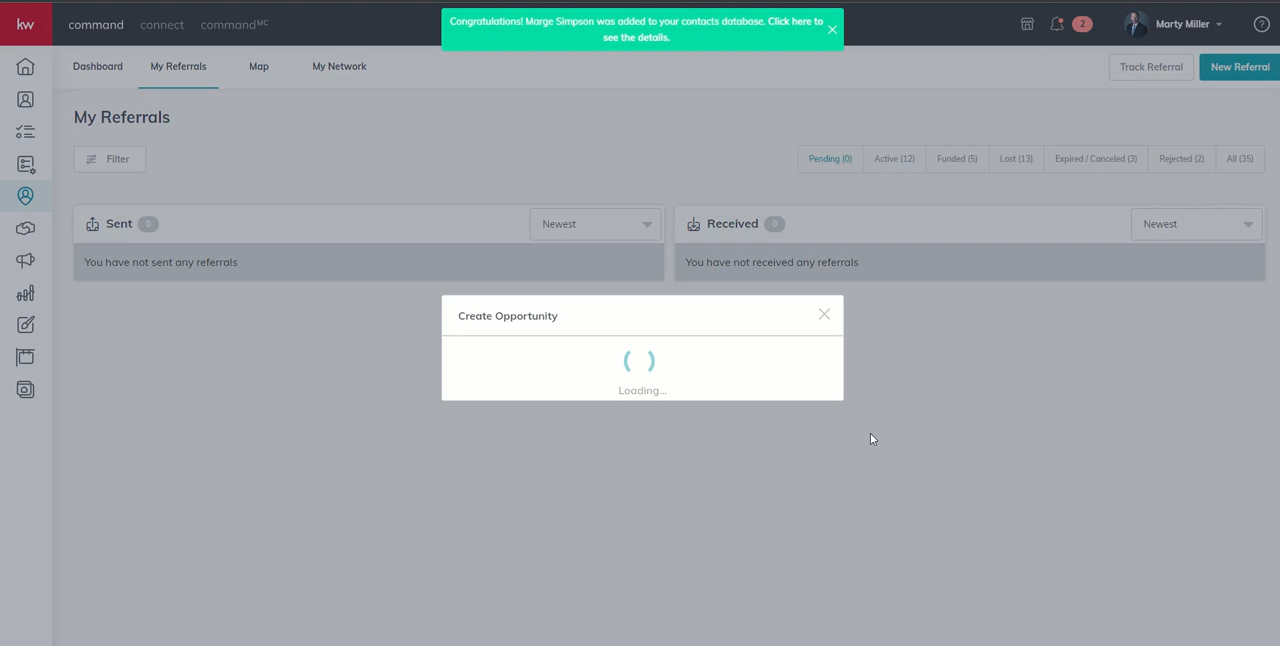 kw
command
connect
commandMC
Congratulations! Marge Simpson was added to your contacts database. Click here to
see the details.
2
Marty Miller
?
Dashboard
My Referrals
Map
My Network
Track Referral
New Referral
My Referrals
Filter
Pending (0)
Active (12)
Funded (5)
Lost (13)
Expired / Canceled (3)
Rejected (2)
All (35)
Sent
0
Newest
Received
0
Newest
You have not sent any referrals
You have not received any referrals
Create Opportunity
Loading...